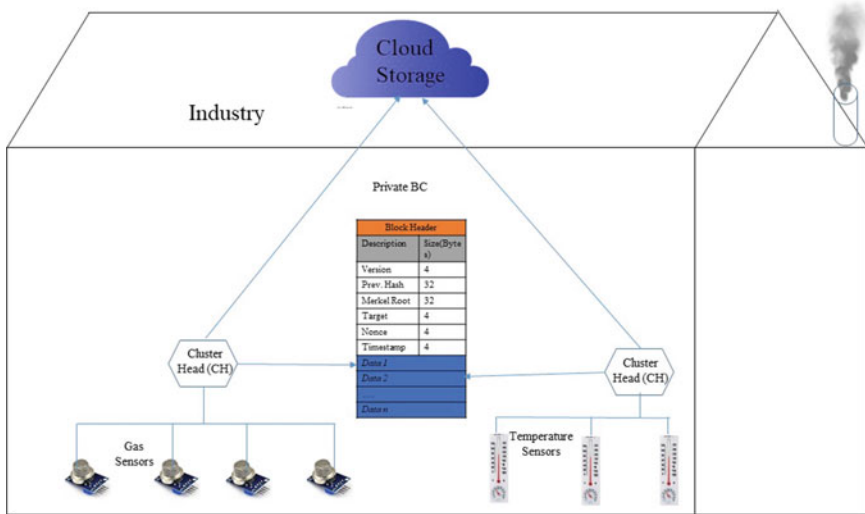 Cloud
Storage
Industry
Private BC
Block Header
Description Size(Byte
s)
Version 4
Prev. Hash 32
Merkel Root 32
Target 4
Nonce 4
Timestamp 4
Data 1
Data 2
Data n
Cluster
Head (CH)
Cluster
Head (CH)
Gas
Sensors
Temperature
Sensors